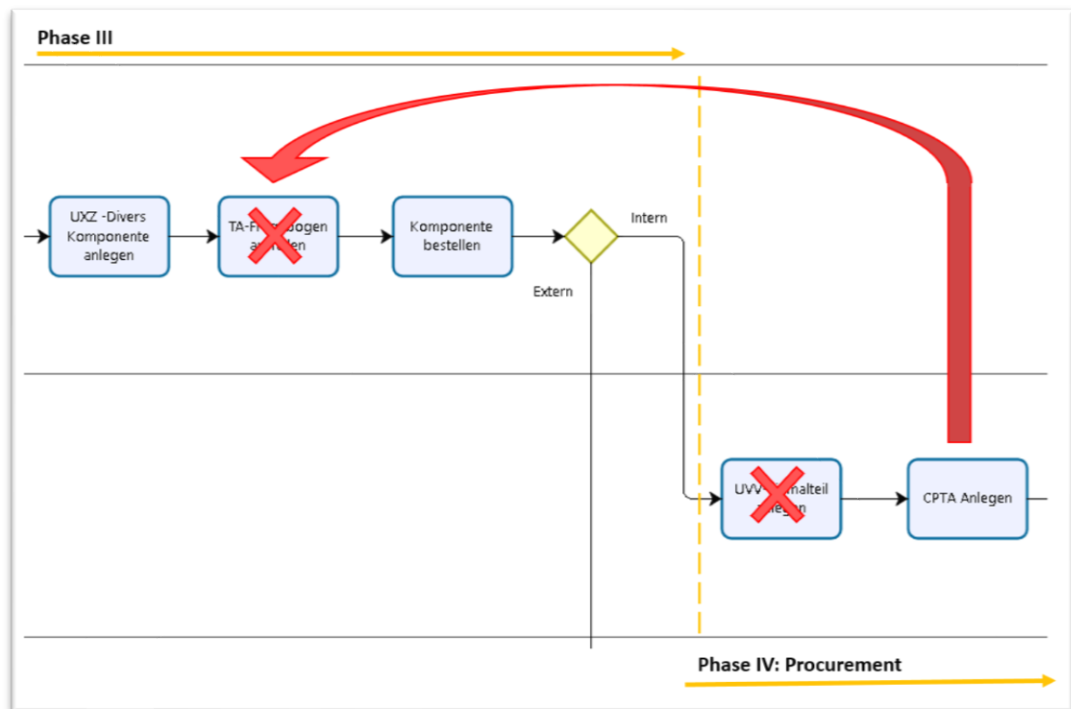 Phase III
UXZ -Divers
Komponente
anlegen
Komponente
bestellen
Intern
Extern
CPTA Anlegen
Phase IV: Procurement